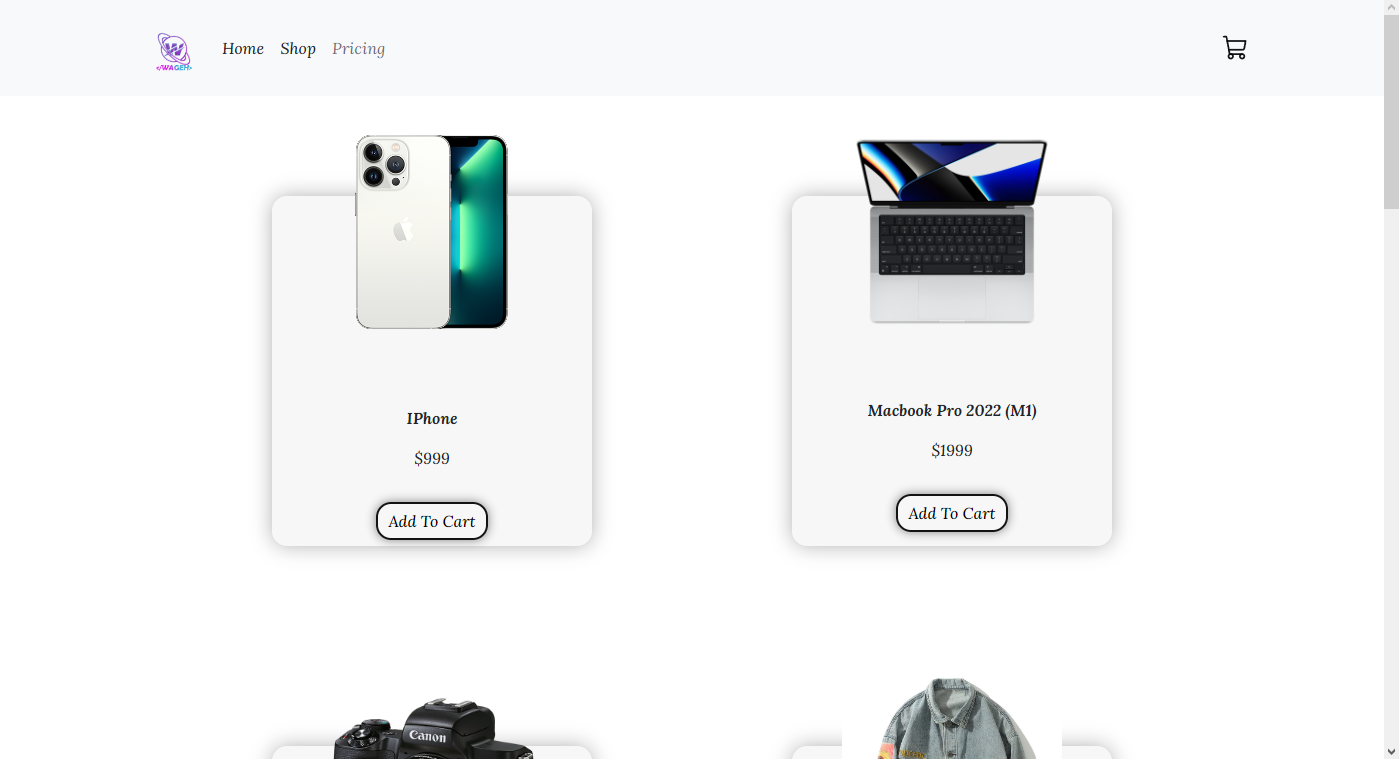 </WAGEH>
Home Shop Pricing
IPhone
$999
Add To Cart
Macbook Pro 2022 (M1)
$1999
Add To Cart
Canon